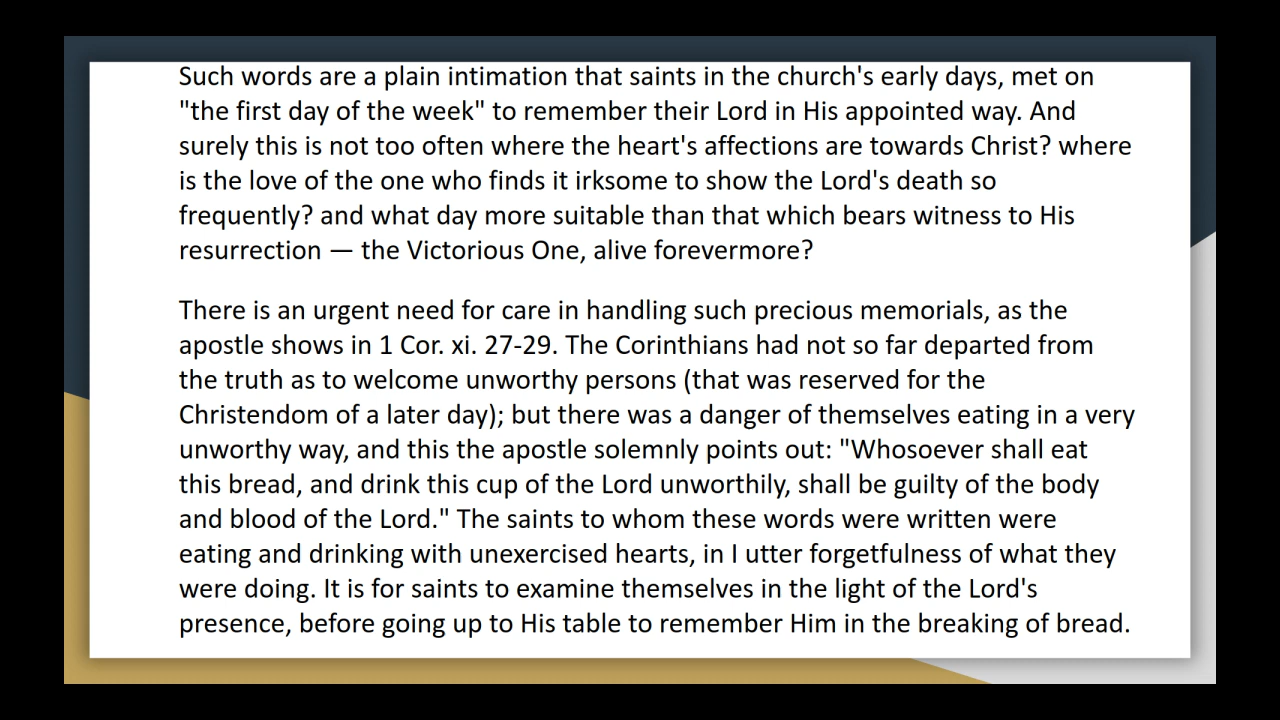 Such words are a plain intimation that saints in the church's early days, met on
"the first day of the week" to remember their Lord in His appointed way. And
surely this is not too often where the heart's affections are towards Christ? where
is the love of the one who finds it irksome to show the Lord's death so
frequently? and what day more suitable than that which bears witness to His
resurrection — the Victorious One, alive forevermore?
There is an urgent need for care in handling such precious memorials, as the
apostle shows in 1 Cor. xi. 27-29. The Corinthians had not so far departed from
the truth as to welcome unworthy persons (that was reserved for the
Christendom of a later day); but there was a danger of themselves eating in a very
unworthy way, and this the apostle solemnly points out: "Whosoever shall eat
this bread, and drink this cup of the Lord unworthily, shall be guilty of the body
and blood of the Lord." The saints to whom these words were written were
eating and drinking with unexercised hearts, in I utter forgetfulness of what they
were doing. It is for saints to examine themselves in the light of the Lord's
presence, before going up to His table to remember Him in the breaking of bread.